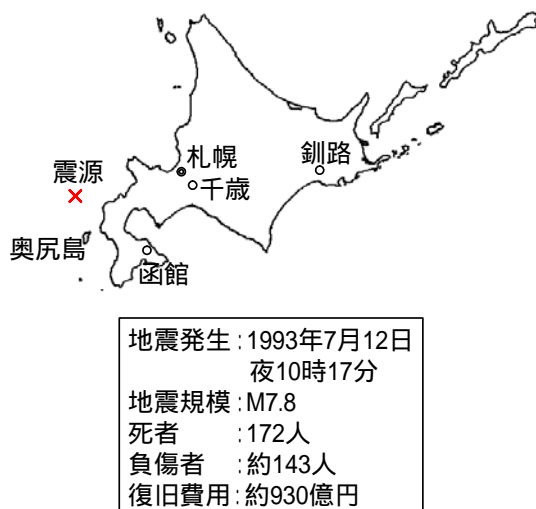 札幌
釧路
震源
千歳
奥尻島
函館
地震発生:1993年7月12日
夜10時17分
地震規模:M7.8
死者:172人
負傷者:約143人
復旧費用:約930億円